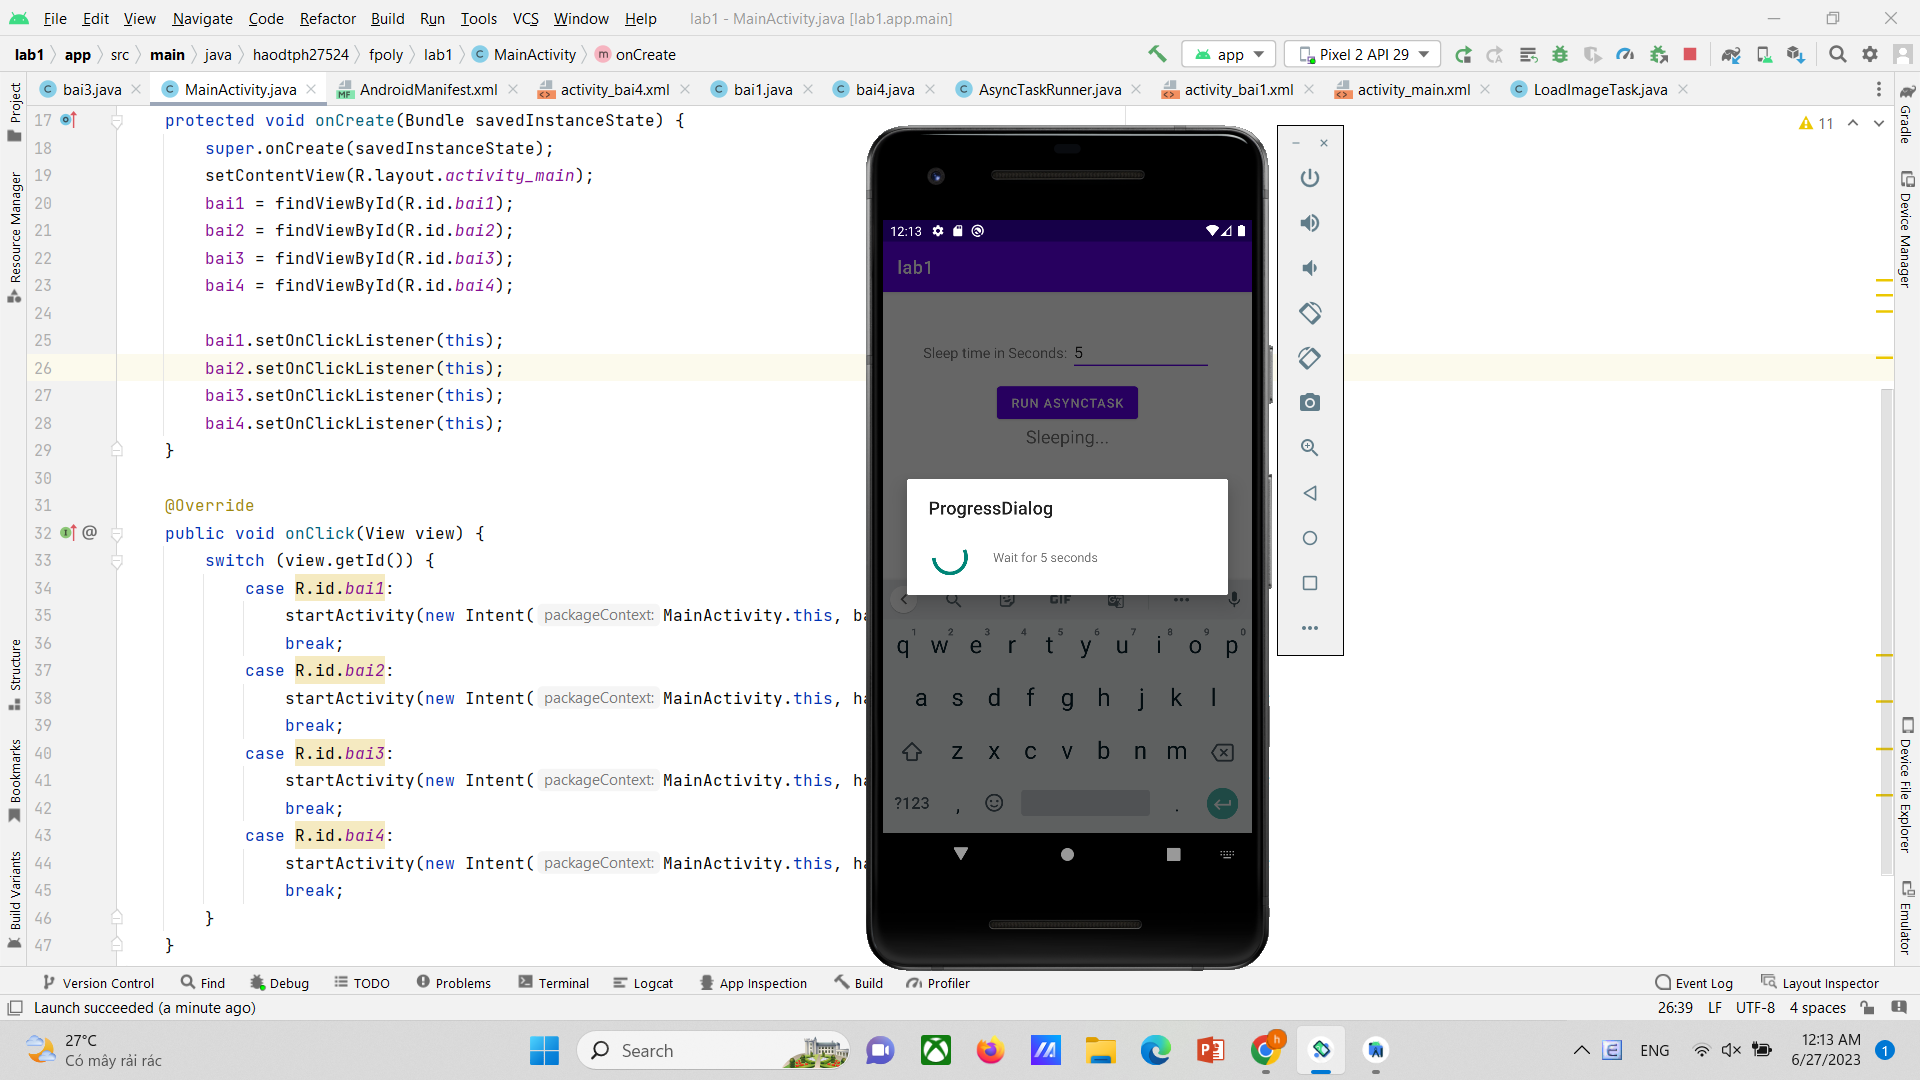 File Edit View Navigate Code Refactor Build Run Tools VCS Window Help lab1 - MainActivity.java [lab1.app.main]
lab1 app src main java haodtph27524 fpoly lab1 C MainActivity m onCreate app Pixel 2 API 29
bai3.java MainActivity.java AndroidManifest.xml activity_bai4.xml bai1.java bai4.java AsyncTaskRunner.java activity_bai1.xml activity_main.xml LoadImageTask.java
17 protected void onCreate(Bundle savedInstanceState) {
18 super.onCreate(savedInstanceState);
19 setContentView(R.layout.activity_main);
20 bai1 = findViewById(R.id.bai1);
21 bai2 = findViewById(R.id.bai2);
22 bai3 = findViewById(R.id.bai3);
23 bai4 = findViewById(R.id.bai4);
24
25 bai1.setOnClickListener(this);
26 bai2.setOnClickListener(this);
27 bai3.setOnClickListener(this);
28 bai4.setOnClickListener(this);
29 }
30
31 @Override
32 public void onClick(View view) {
33 switch (view.getId()) {
34 case R.id.bai1:
35 startActivity(new Intent( packageContext: MainActivity.this, ba
36 break;
37 case R.id.bai2:
38 startActivity(new Intent( packageContext: MainActivity.this, ha
39 break;
40 case R.id.bai3:
41 startActivity(new Intent( packageContext: MainActivity.this, ha
42 break;
43 case R.id.bai4:
44 startActivity(new Intent( packageContext: MainActivity.this, ha
45 break;
46 }
47 }
11
Project
Resource Manager
Structure
Bookmarks
Build Variants
Gradle
Device Manager
Device File Explorer
Emulator
12:13
lab1
Sleep time in Seconds: 5
RUN ASYNCTASK
Sleeping...
ProgressDialog
Wait for 5 seconds
GIF
1 2 3 4 5 6 7 8 9 0
q w e r t y u i o p
a s d f g h j k l
z x c v b n m
?123 , .
Version Control Find Debug TODO Problems Terminal Logcat App Inspection Build Profiler Event Log Layout Inspector
Launch succeeded (a minute ago) 26:39 LF UTF-8 4 spaces
27°C
Có mây rải rác
Search
ENG
12:13 AM
6/27/2023
1